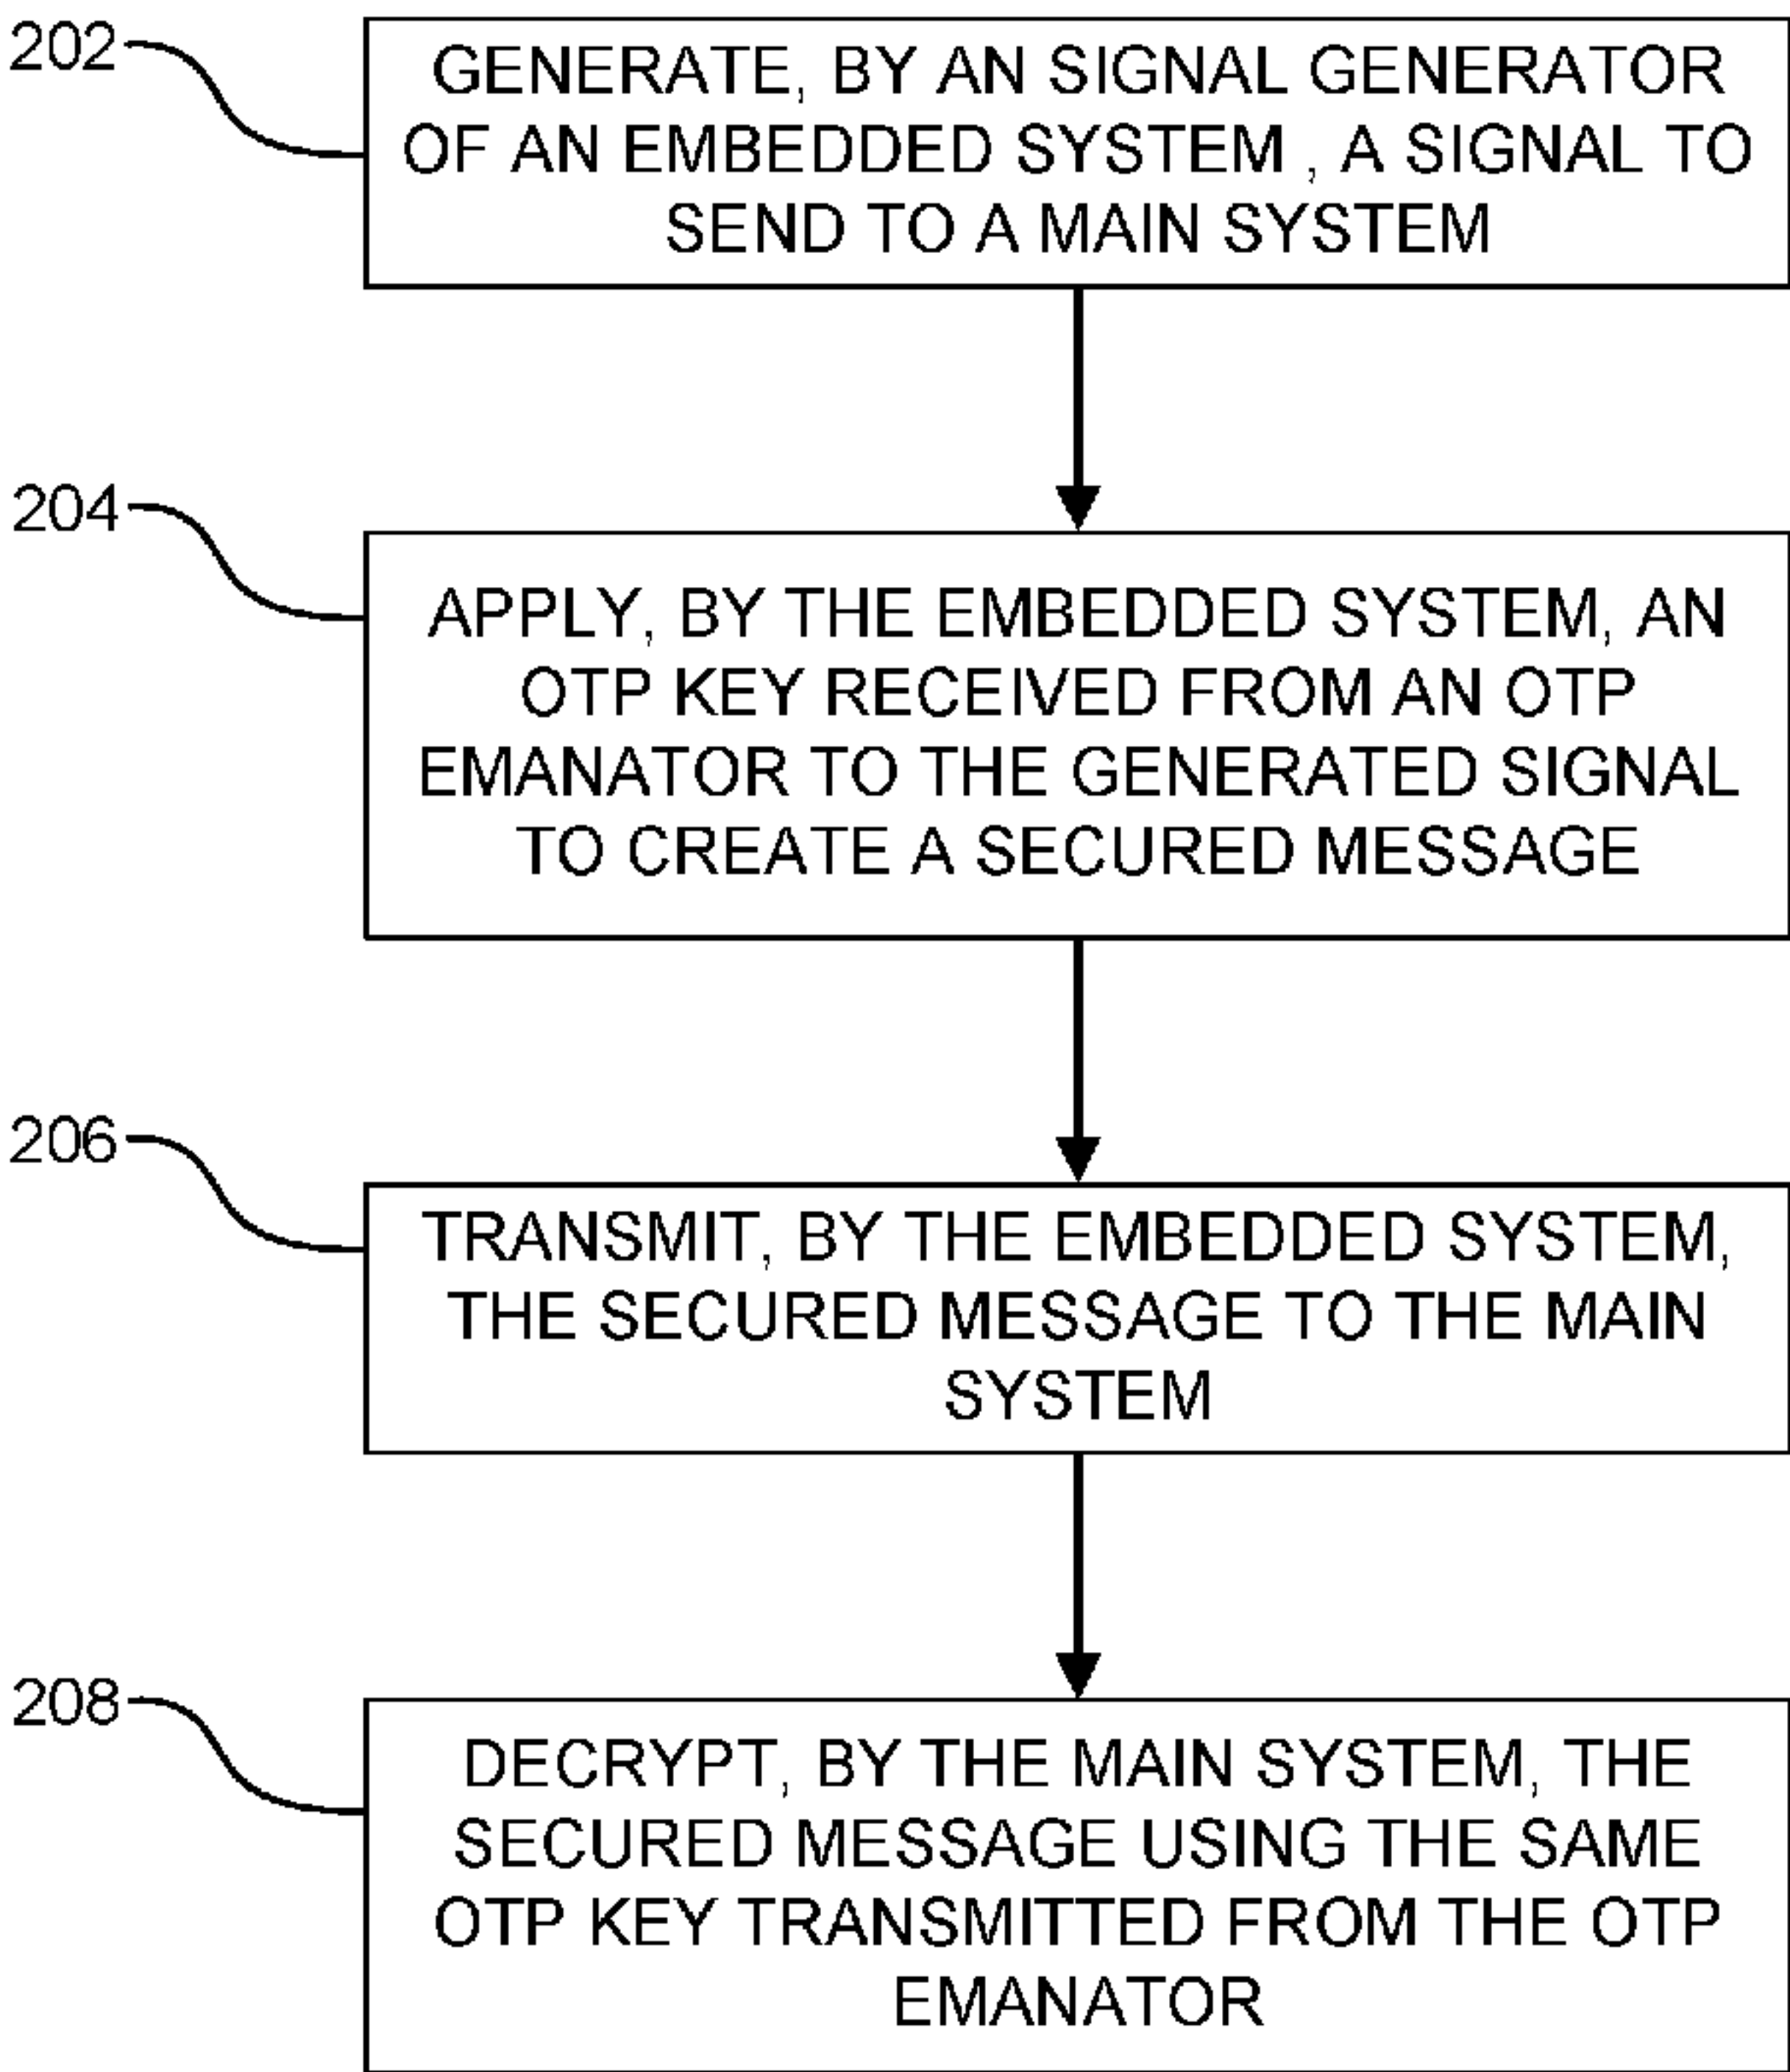 202
GENERATE, BY AN SIGNAL GENERATOR
OF AN EMBEDDED SYSTEM , A SIGNAL TO
SEND TO A MAIN SYSTEM
204
APPLY, BY THE EMBEDDED SYSTEM, AN
OTP KEY RECEIVED FROM AN OTP
EMANATOR TO THE GENERATED SIGNAL
TO CREATE A SECURED MESSAGE
206
TRANSMIT, BY THE EMBEDDED SYSTEM,
THE SECURED MESSAGE TO THE MAIN
SYSTEM
208
DECRYPT, BY THE MAIN SYSTEM, THE
SECURED MESSAGE USING THE SAME
OTP KEY TRANSMITTED FROM THE OTP
EMANATOR